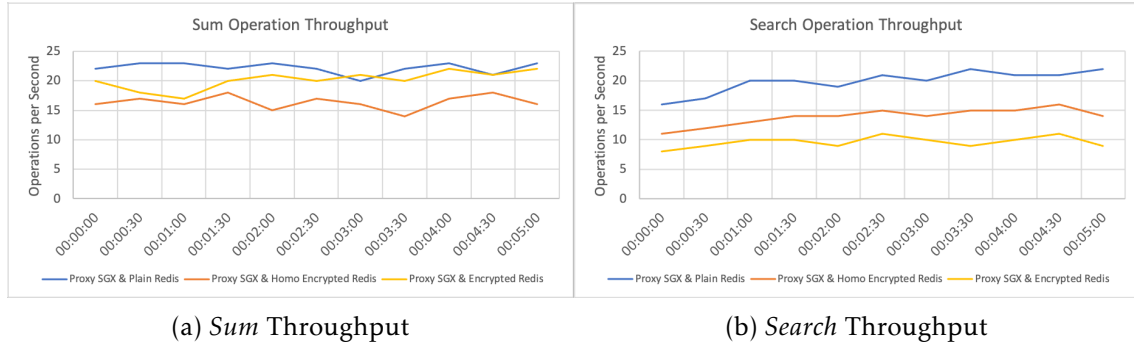 Sum Operation Throughput
Operations per Second
25
20
15
10
5
0
00:00:00 00:00:30 00:01:00 00:01:30 00:02:00 00:02:30 00:03:00 00:03:30 00:04:00 00:04:30 00:05:00
Proxy SGX & Plain Redis Proxy SGX & Homo Encrypted Redis Proxy SGX & Encrypted Redis
(a) Sum Throughput
Search Operation Throughput
Operations per Second
25
20
15
10
5
0
00:00:00 00:00:30 00:01:00 00:01:30 00:02:00 00:02:30 00:03:00 00:03:30 00:04:00 00:04:30 00:05:00
Proxy SGX & Plain Redis Proxy SGX & Homo Encrypted Redis Proxy SGX & Encrypted Redis
(b) Search Throughput